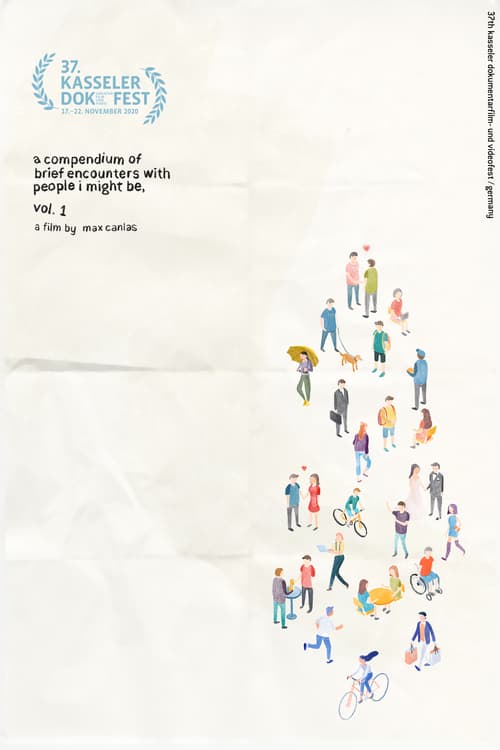 37.
KASSELER
DOK FEST
17.–22. NOVEMBER 2020
a compendium of
brief encounters with
people i might be,
vol. 1
a film by max canlas
37th kasseler dokumentarfilm- und videofest / germany